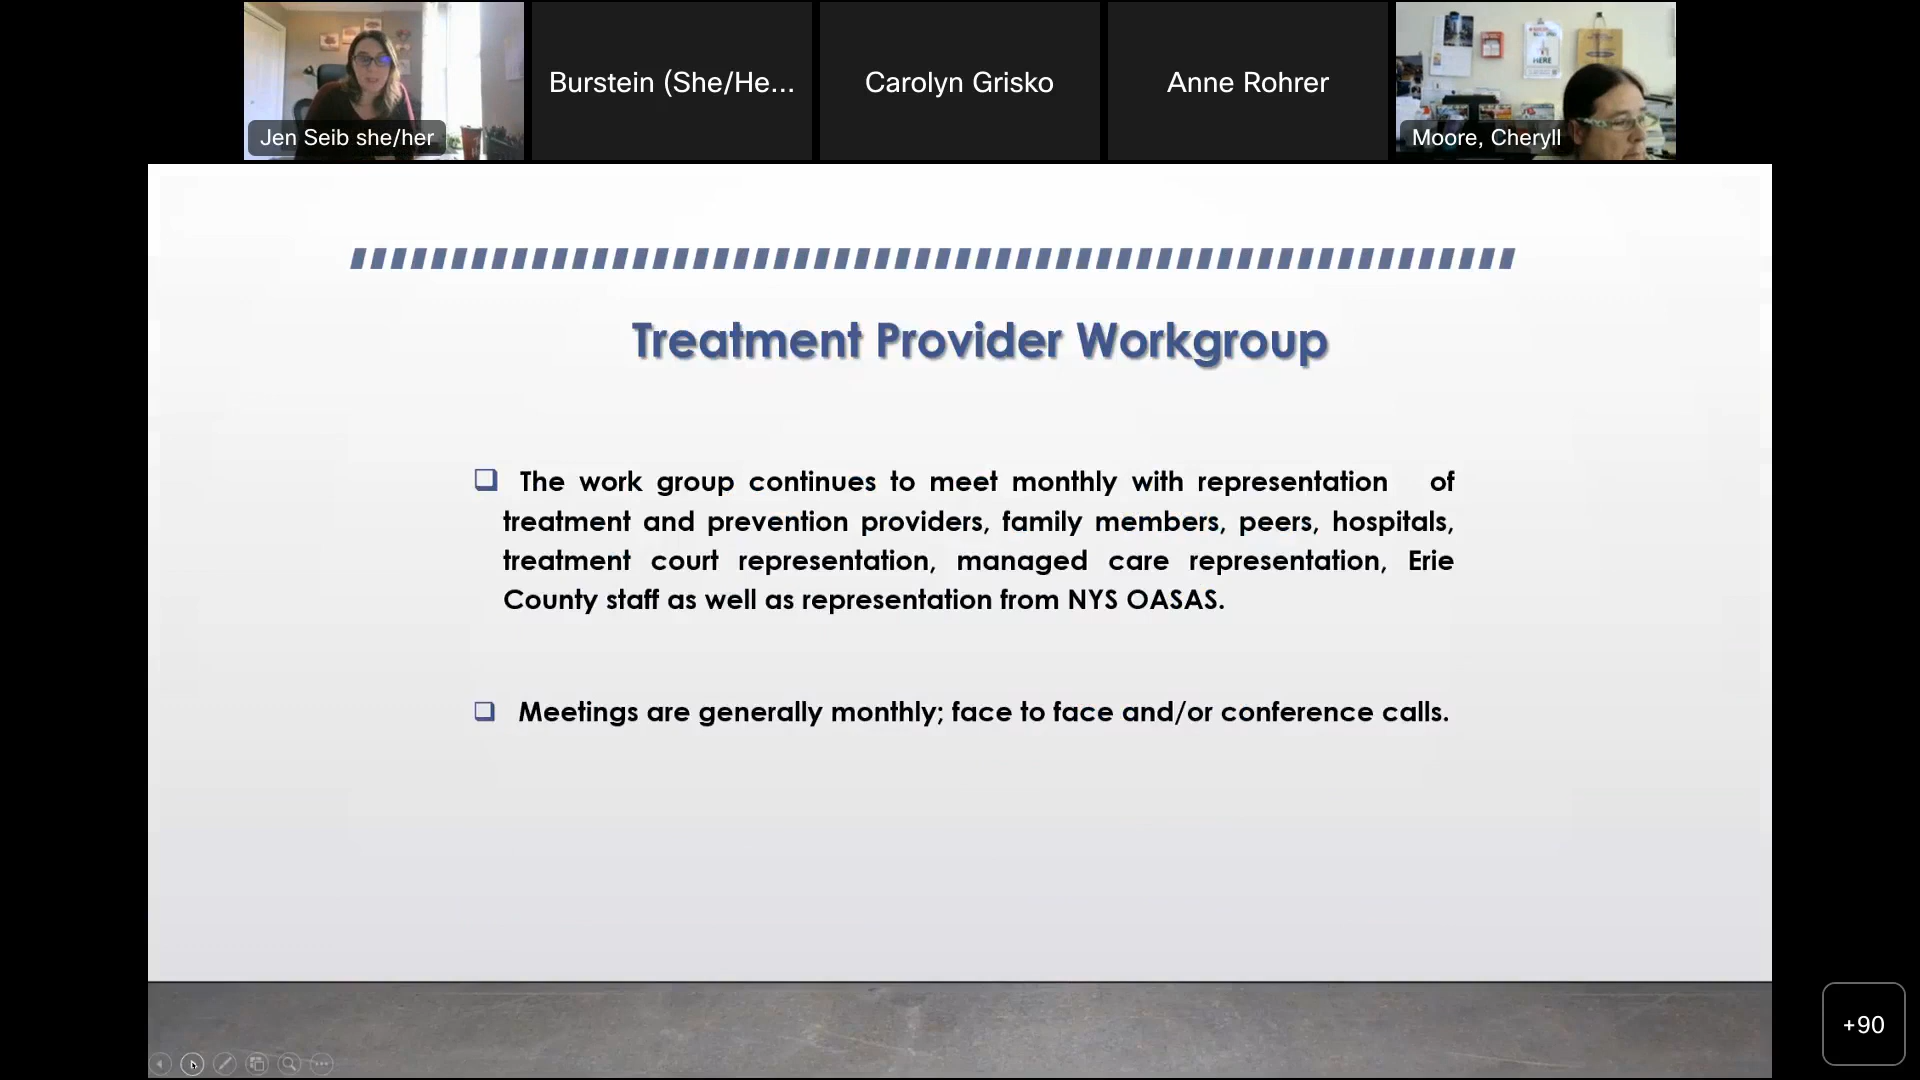 Jen Seib she/her
Burstein (She/He...
Carolyn Grisko
Anne Rohrer
Moore, Cheryll
HERE
Treatment Provider Workgroup
The work group continues to meet monthly with representation of
treatment and prevention providers, family members, peers, hospitals,
treatment court representation, managed care representation, Erie
County staff as well as representation from NYS OASAS.
Meetings are generally monthly; face to face and/or conference calls.
+90